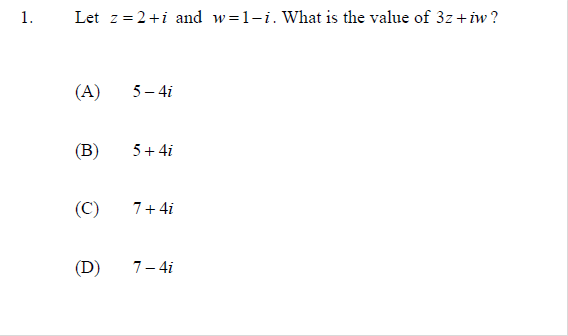 1. Let z = 2 + i and w = 1 − i. What is the value of 3z + iw ?
(A) 5 − 4i
(B) 5 + 4i
(C) 7 + 4i
(D) 7 − 4i